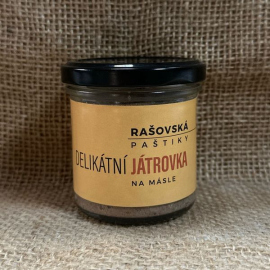 RAŠOVSKÁ
PAŠTIKY
DELIKÁTNÍ JÁTROVKA
NA MÁSLE